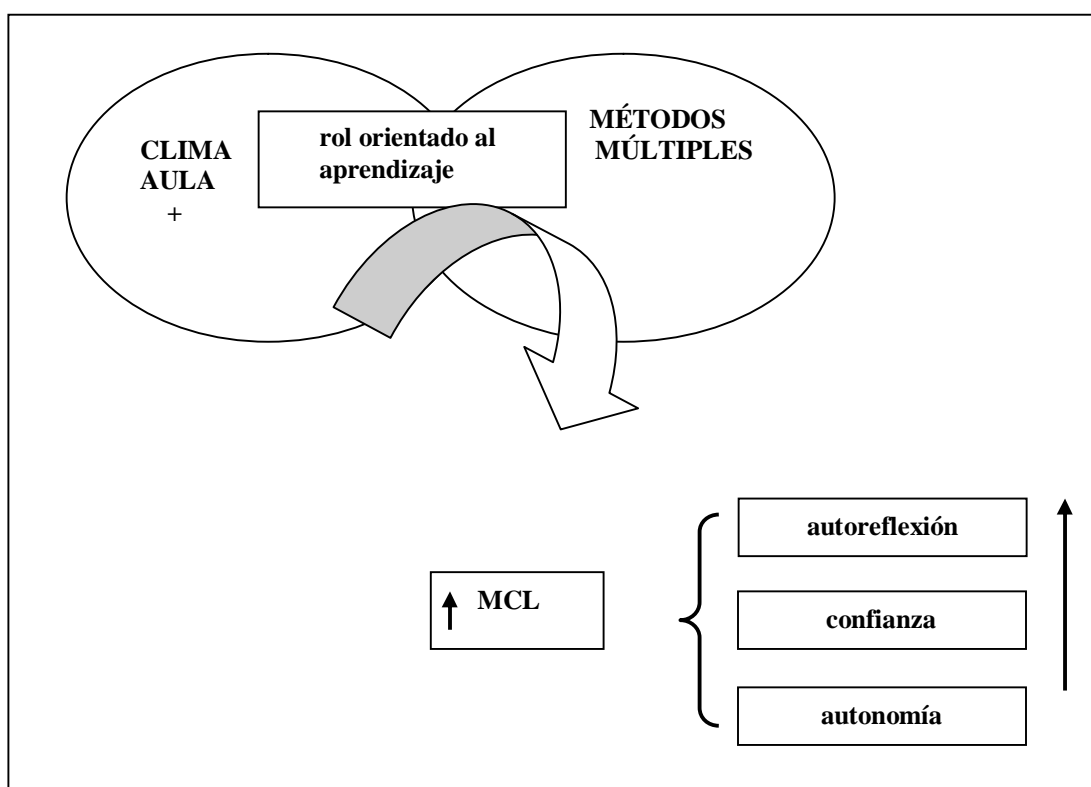 CLIMA
AULA
+
rol orientado al
aprendizaje
MÉTODOS
MÚLTIPLES
MCL
autoreflexión
confianza
autonomía